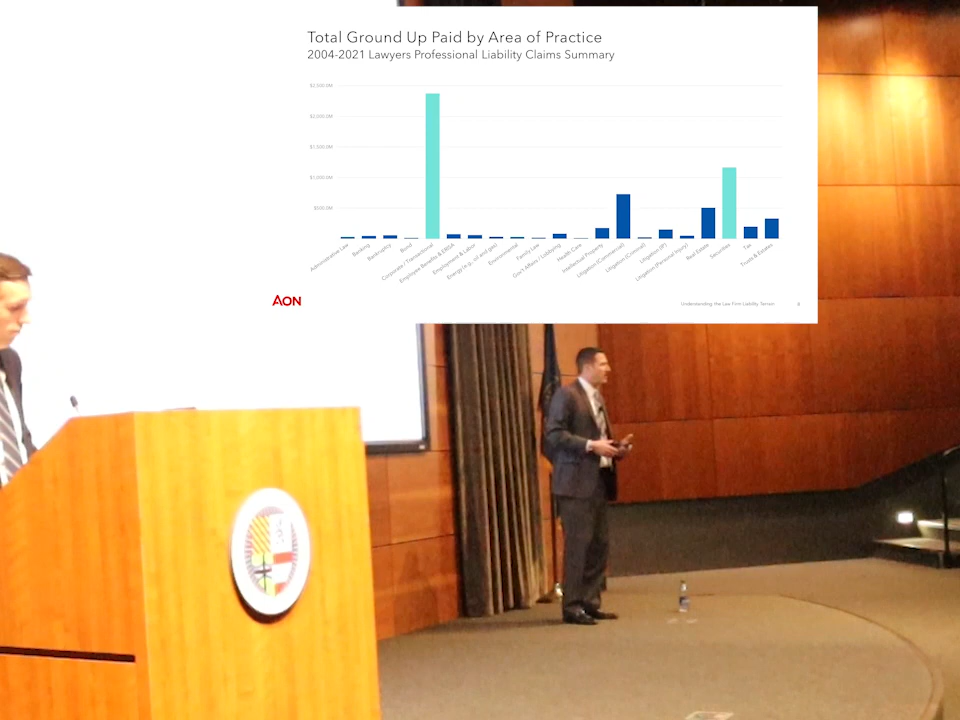 Total Ground Up Paid by Area of Practice
2004-2021 Lawyers Professional Liability Claims Summary
$2,500.0M
$2,000.0M
$1,500.0M
$1,000.0M
$500.0M
Administrative Law
Banking
Bankruptcy
Bond
Corporate / Transactional
Employee Benefits & ERISA
Employment & Labor
Energy (e.g., oil and gas)
Environmental
Family Law
Gov't Affairs / Lobbying
Health Care
Intellectual Property
Litigation (Commercial)
Litigation (Criminal)
Litigation (IP)
Litigation (Personal Injury)
Real Estate
Securities
Tax
Trusts & Estates
AON
Understanding the Law Firm Liability Terrain
8